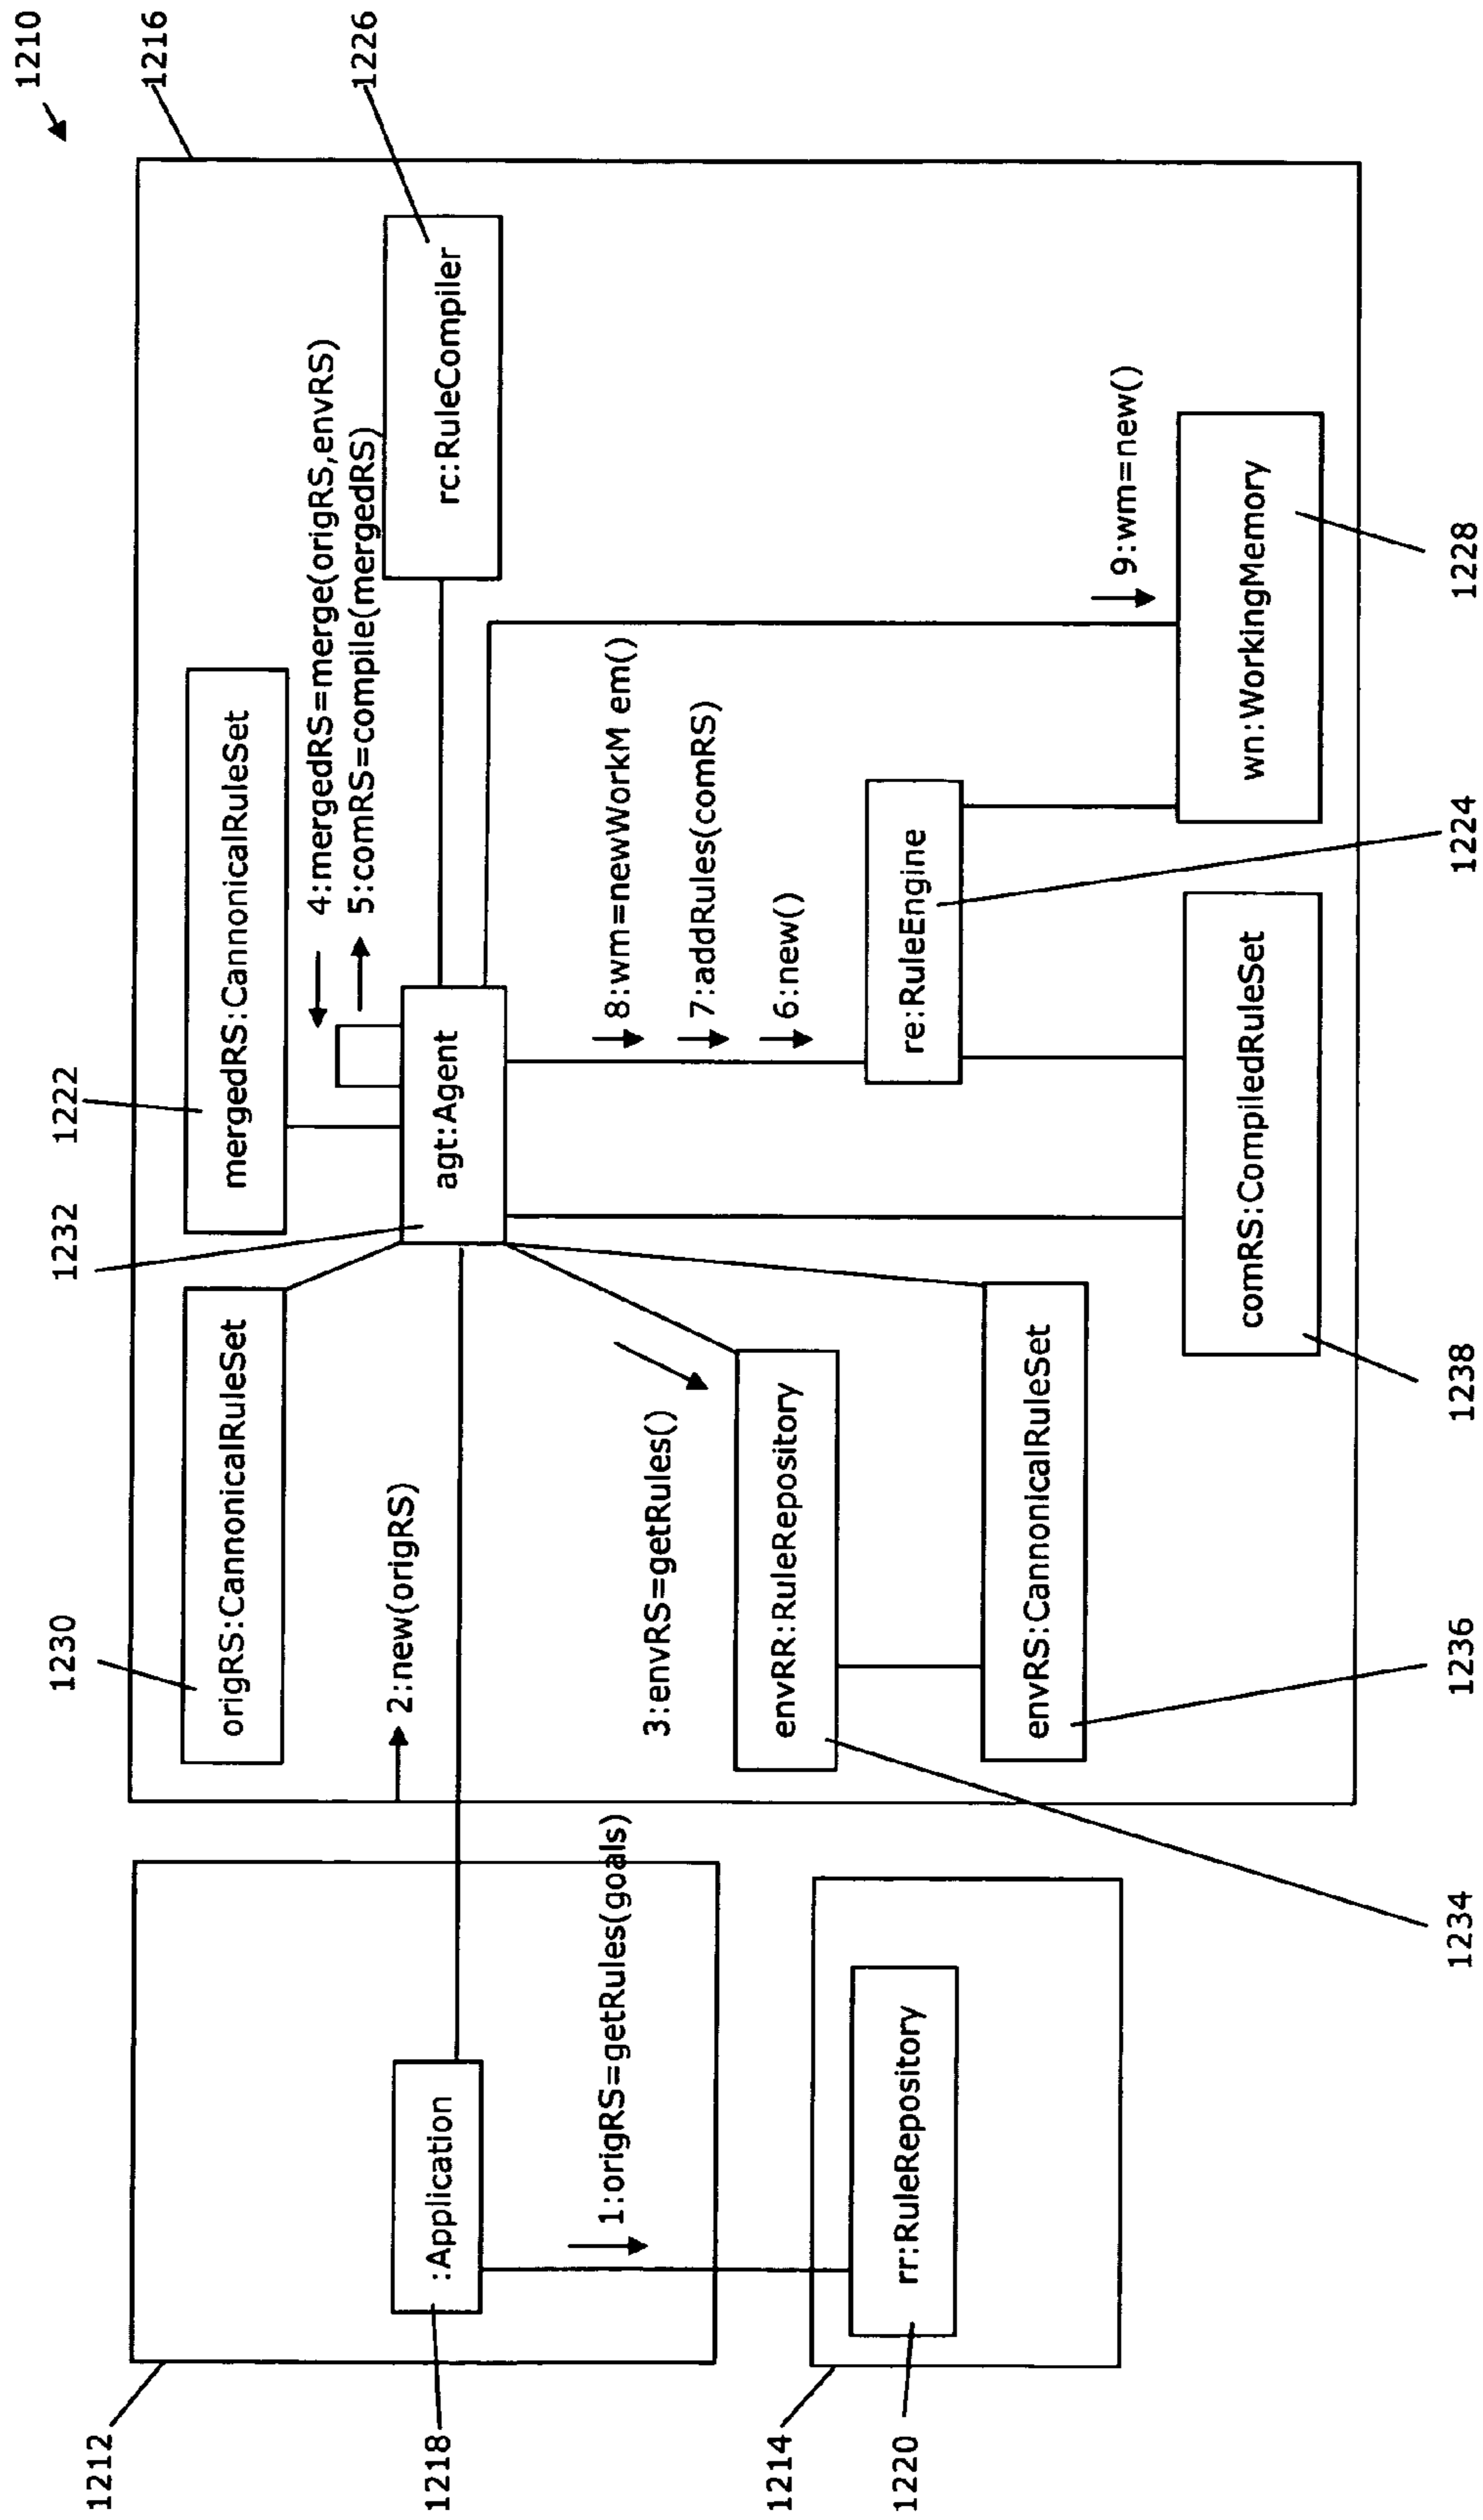 1210
1216
1226
1222
1232
1230
mergedRS:CannonicalRuleSet
origRS:CannonicalRuleSet
4:mergedRS=merge(origRS,envRS)
5:comRS=compile(mergedRS)
rc:RuleCompiler
2:new(origRS)
agt:Agent
1212
:Application
1218
1:origRS=getRules(goals)
3:envRS=getRules()
8:wm=newWorkM em()
7:addRules(comRS)
6:new()
envRR:RuleRepository
re:RuleEngine
9:wm=new()
1214
rr:RuleRepository
1220
envRS:CannonicalRuleSet
comRS:CompiledRuleSet
wn:WorkingMemory
1234
1236
1238
1224
1228